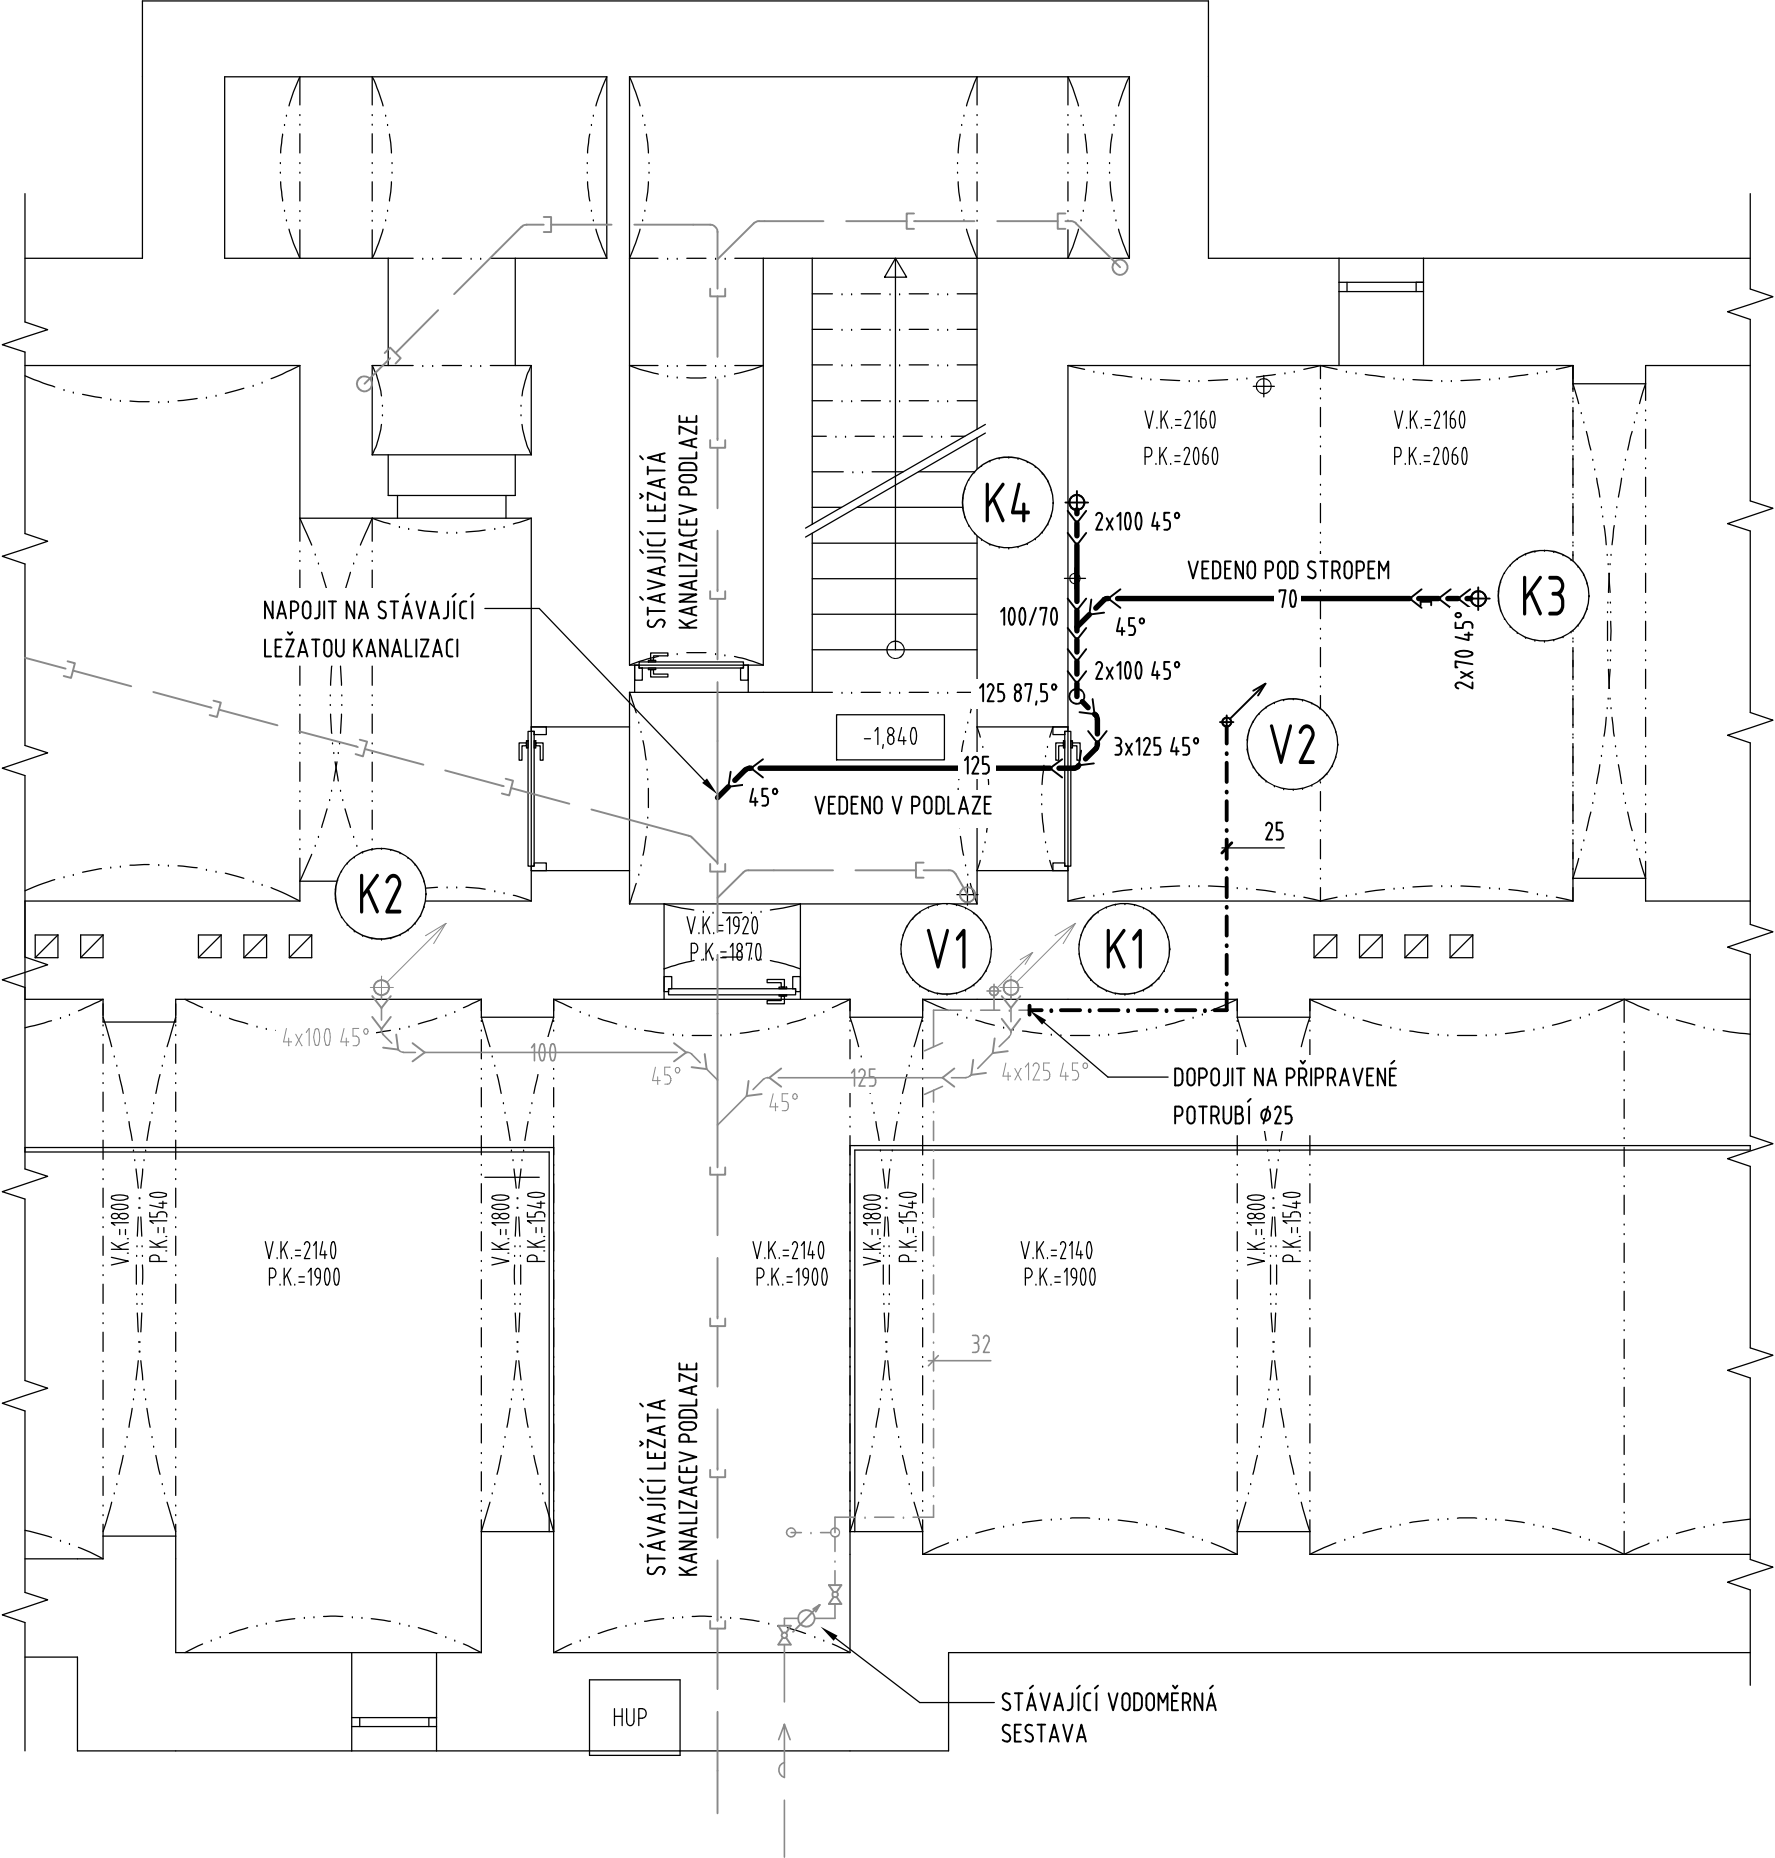 V.K.=2160
P.K.=2060
V.K.=2160
P.K.=2060
STÁVAJÍCÍ LEŽATÁ
KANALIZACEV PODLAZE
K4
2x100 45°
VEDENO POD STROPEM
70
K3
NAPOJIT NA STÁVAJÍCÍ
LEŽATOU KANALIZACI
100/70
45°
2x70 45°
2x100 45°
125 87,5°
-1,840
3x125 45°
V2
125
45°
VEDENO V PODLAZE
25
K2
V.K.=1920
P.K.=1870
V1
K1
4x100 45°
100
45°
125
45°
4x125 45°
DOPOJIT NA PŘIPRAVENÉ
POTRUBÍ ϕ25
V.K.=1800
P.K.=1540
V.K.=2140
P.K.=1900
V.K.=1800
P.K.=1540
V.K.=2140
P.K.=1900
V.K.=1800
P.K.=1540
V.K.=2140
P.K.=1900
V.K.=1800
P.K.=1540
32
STÁVAJÍCÍ LEŽATÁ
KANALIZACEV PODLAZE
HUP
STÁVAJÍCÍ VODOMĚRNÁ
SESTAVA